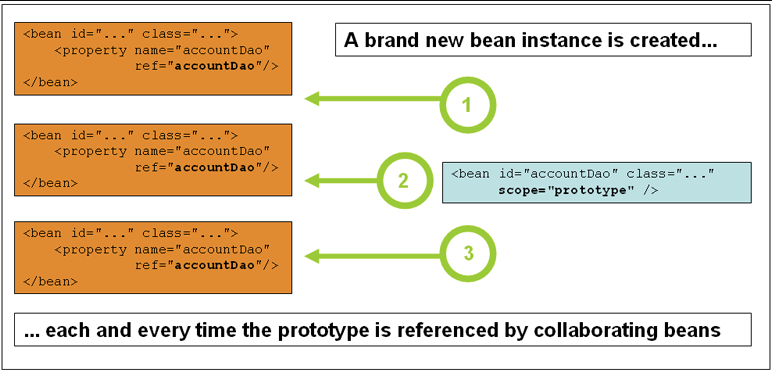 A brand new bean instance is created...
<bean id="..." class="...">
<property name="accountDao"
ref="accountDao"/>
</bean>
1
<bean id="..." class="...">
<property name="accountDao"
ref="accountDao"/>
</bean>
2
<bean id="accountDao" class="..."
scope="prototype" />
<bean id="..." class="...">
<property name="accountDao"
ref="accountDao"/>
</bean>
3
... each and every time the prototype is referenced by collaborating beans